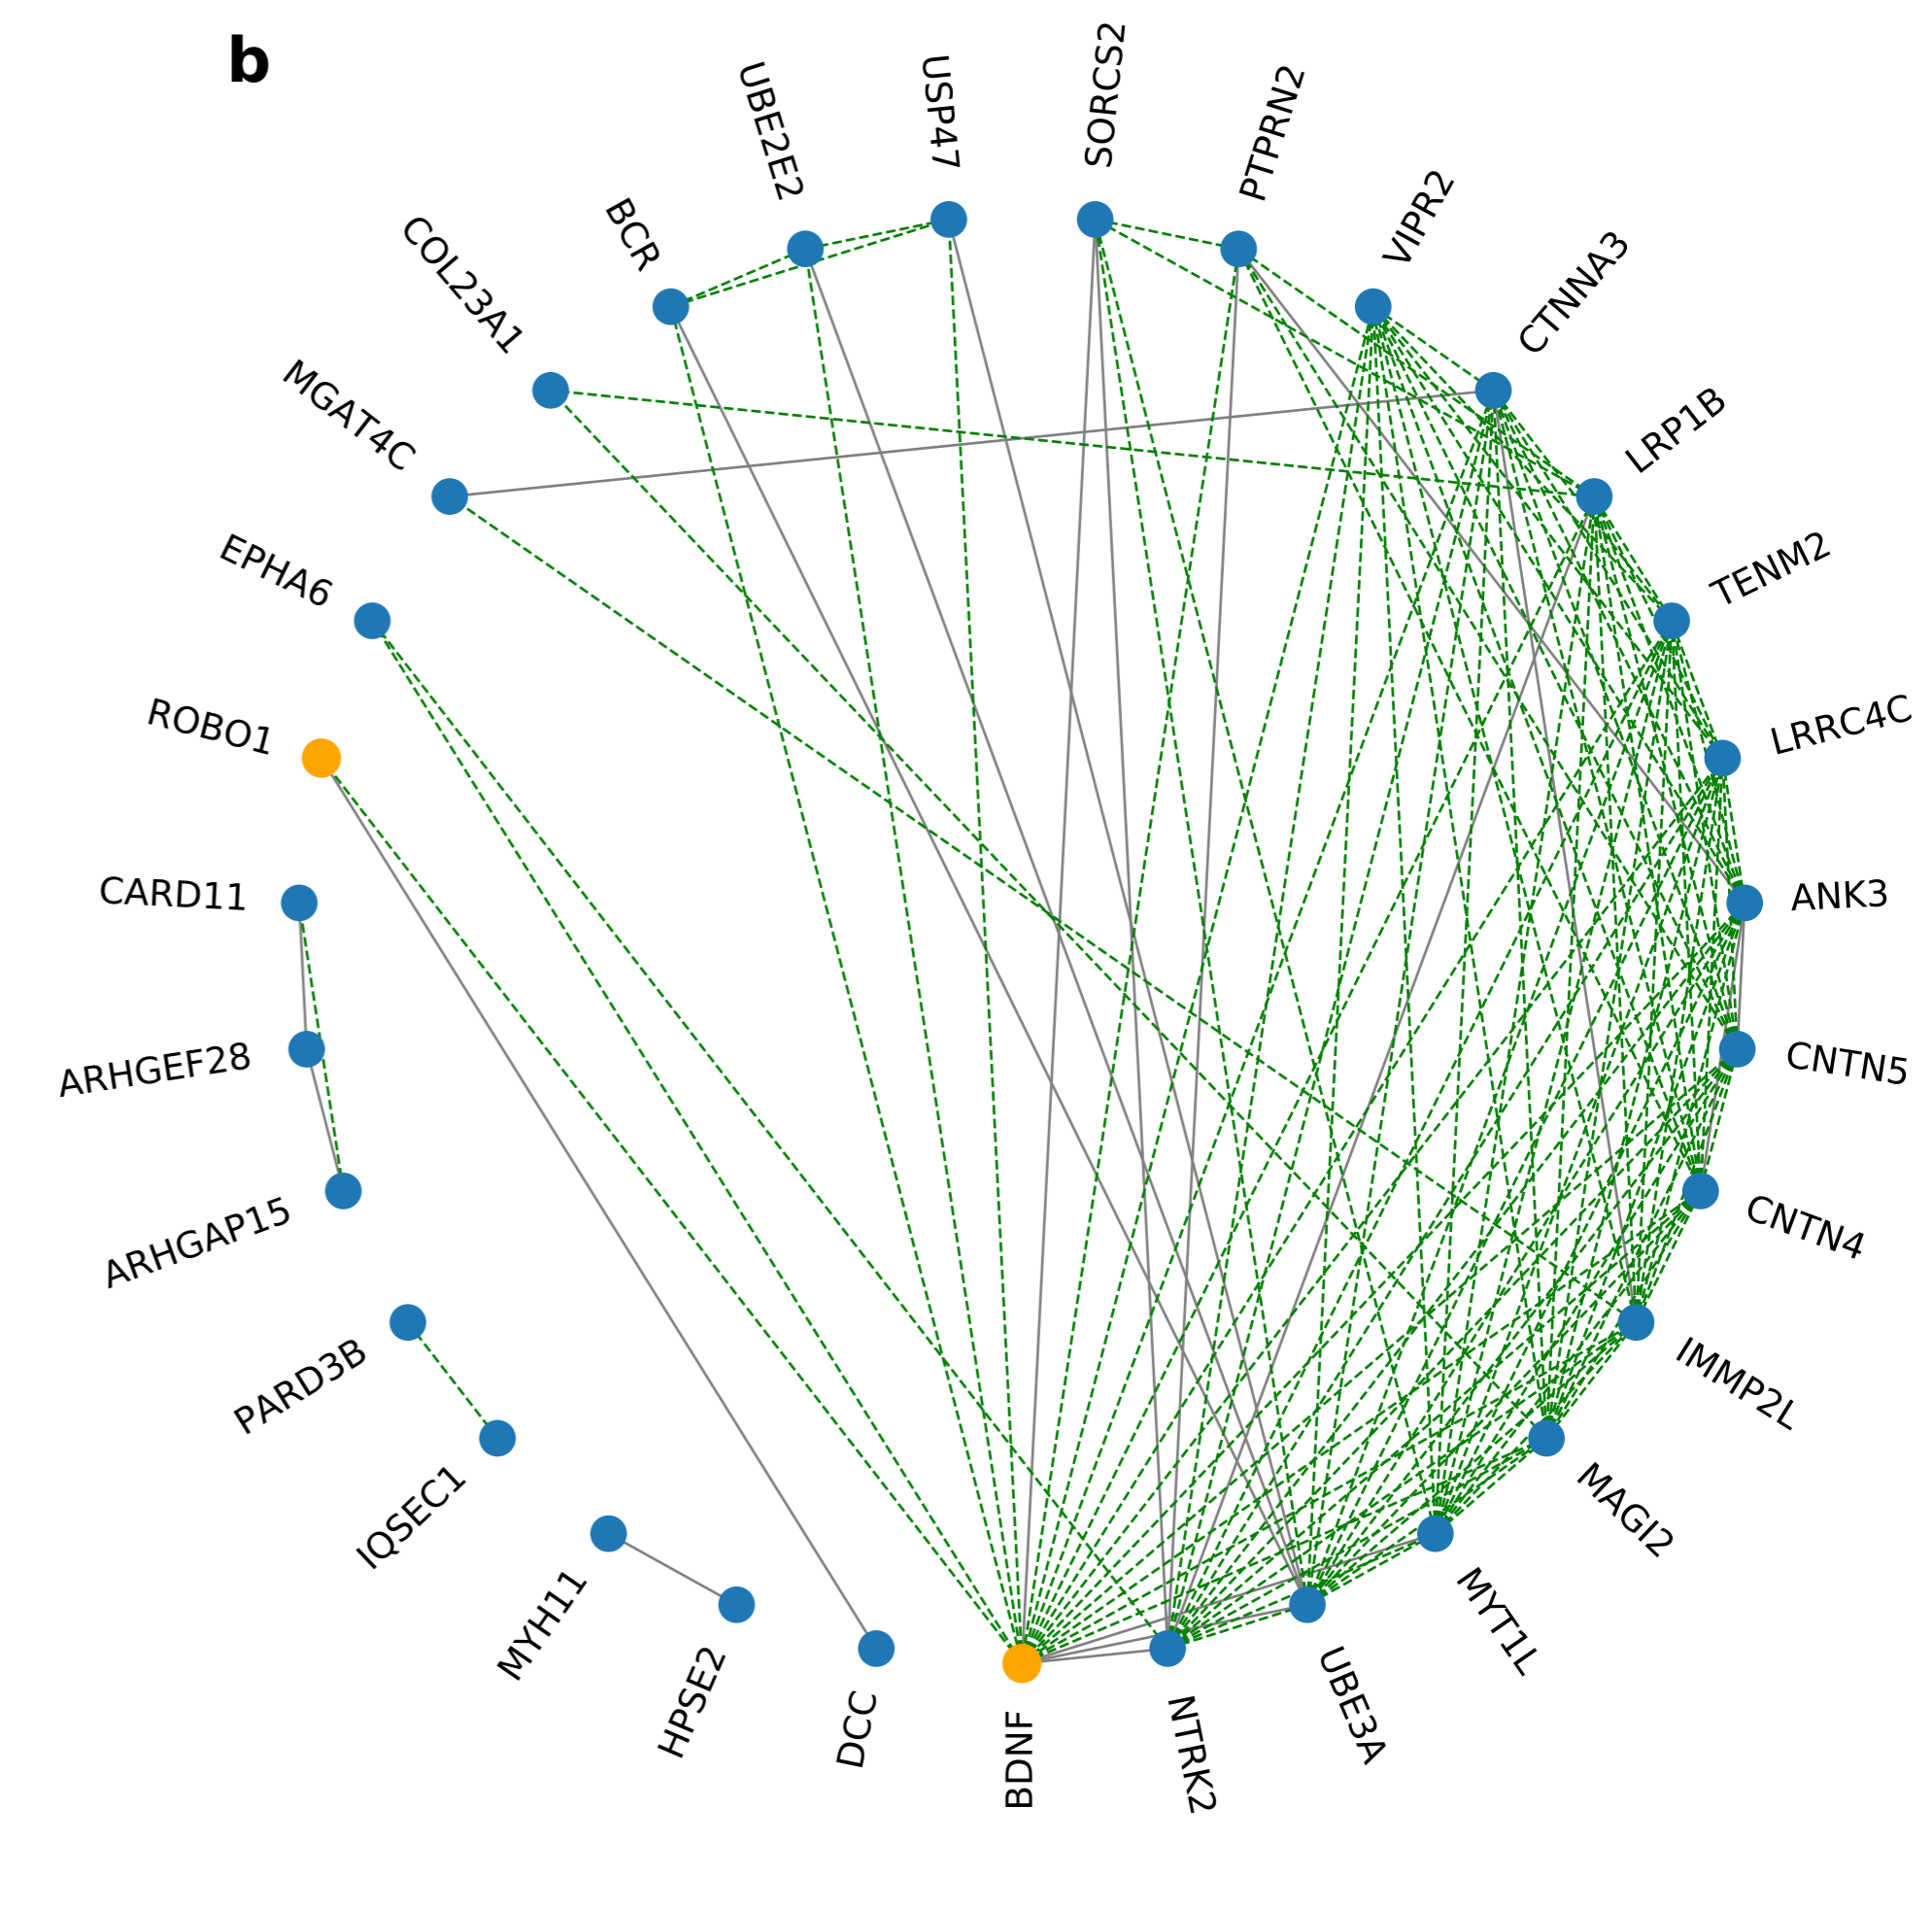 b
SORCS2
PTPRN2
VIPR2
CTNNA3
LRP1B
TENM2
LRRC4C
ANK3
CNTN5
CNTN4
IMMP2L
MAGI2
MYT1L
UBE3A
NTRK2
BDNF
DCC
HPSE2
MYH11
IQSEC1
PARD3B
ARHGAP15
ARHGEF28
CARD11
ROBO1
EPHA6
MGAT4C
COL23A1
BCR
UBE2E2
USP47